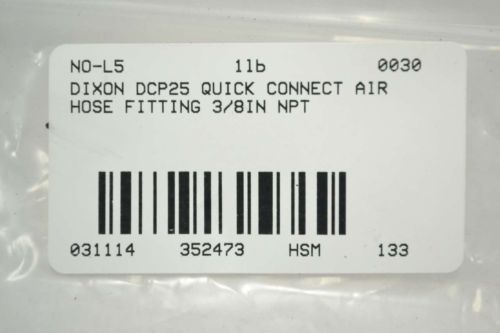 NO-L5 1lb 0030
DIXON DCP25 QUICK CONNECT AIR
HOSE FITTING 3/8IN NPT
031114 352473 HSM 133